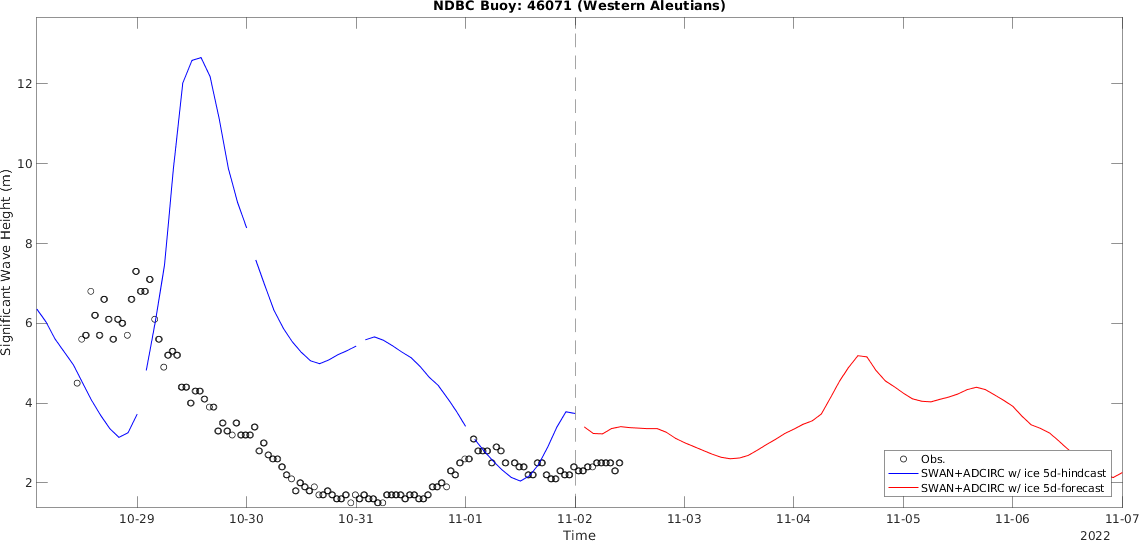 NDBC Buoy: 46071 (Western Aleutians)
Significant Wave Height (m)
12
10
8
6
4
2
Obs.
SWAN+ADCIRC w/ ice 5d-hindcast
SWAN+ADCIRC w/ ice 5d-forecast
10-29 10-30 10-31 11-01 11-02 11-03 11-04 11-05 11-06 11-07
Time
2022